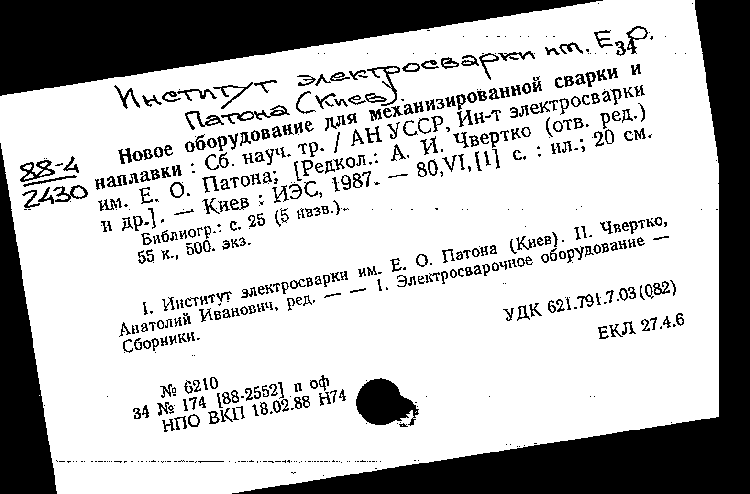 Институт электросварки им. Е. О.
Патона (Киев).
34
88-4
2430
Новое оборудование для механизированной сварки и
наплавки : Сб. науч. тр. / АН УССР, Ин-т электросварки
им. Е. О. Патона; [Редкол.: А. И. Чвертко (отв. ред.)
и др.]. — Киев : ИЭС, 1987. — 80,VI,[1] с. : ил.; 20 см.
Библиогр.: с. 25 (5 назв.).
55 к., 500. экз.
I. Институт электросварки им. Е. О. Патона (Киев). II. Чвертко,
Анатолий Иванович, ред. — — 1. Электросварочное оборудование —
Сборники.
УДК 621.791.7.03(082)
ЕКЛ 27.4.6
№ 6210
34 № 174 [88-2552] п оф
НПО ВКП 18.02.88 Н74